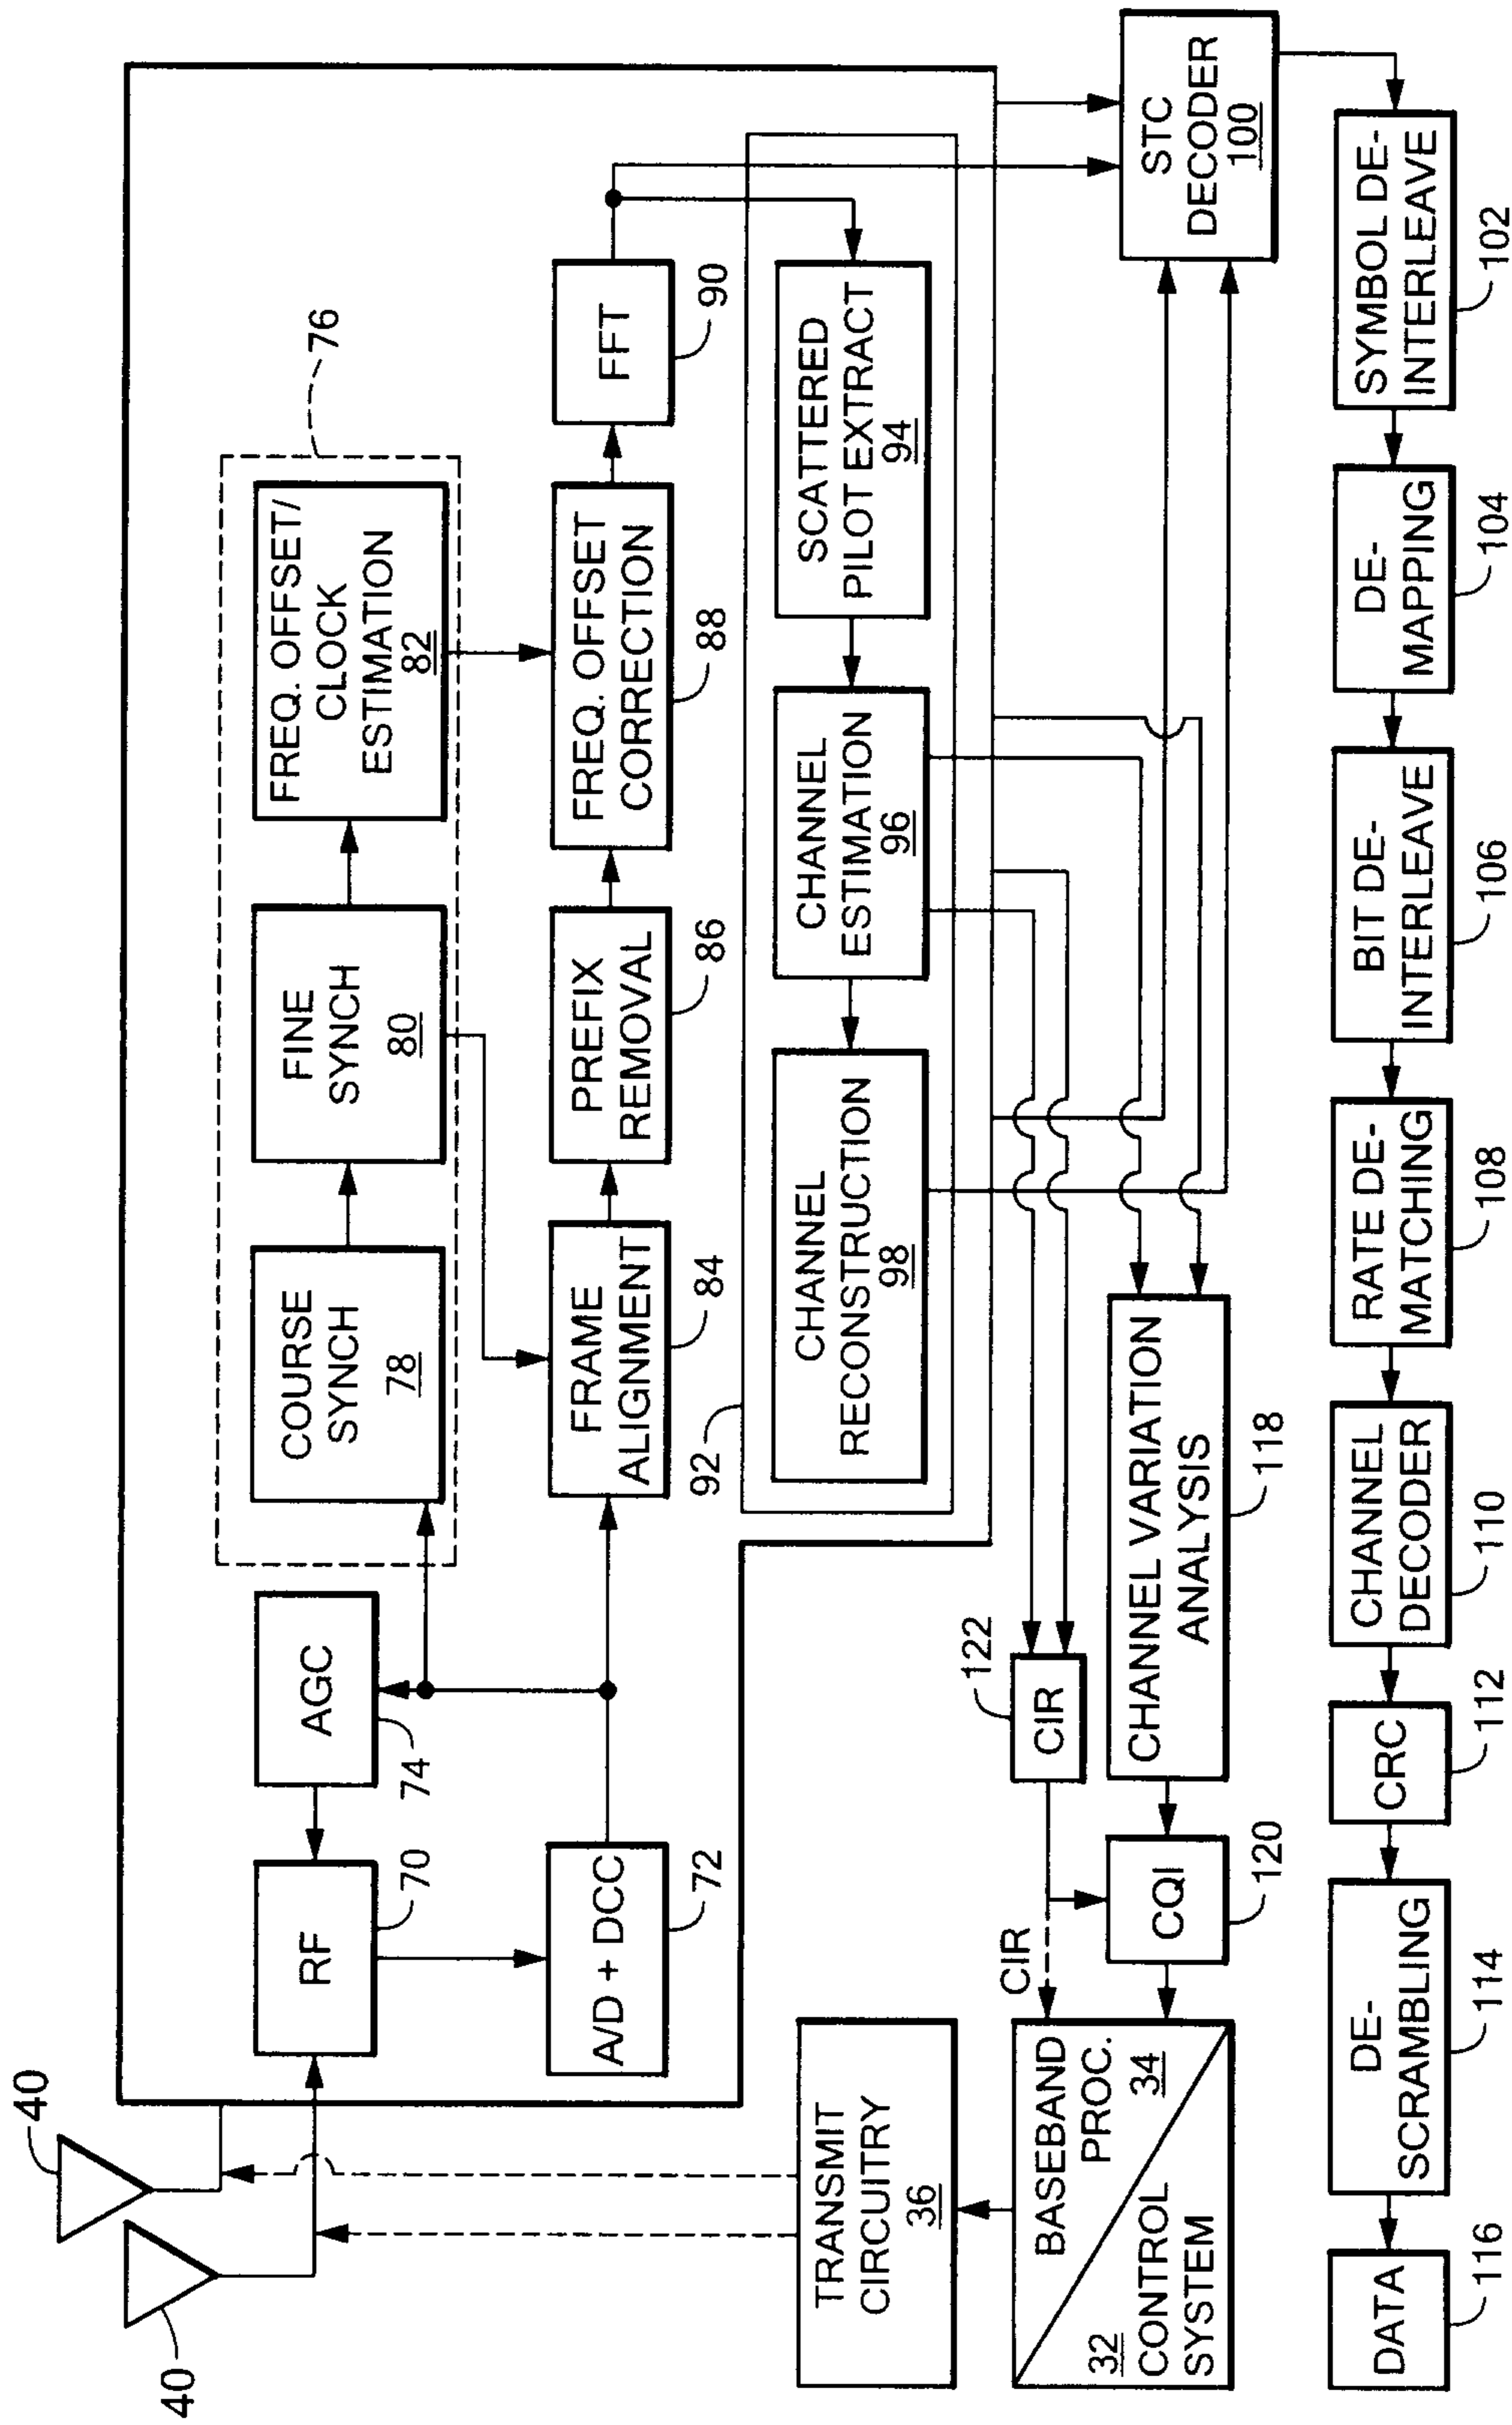 40
40
RF
70
AGC
74
A/D + DCC
72
76
COURSE
SYNCH
78
FINE
SYNCH
80
FREQ. OFFSET/
CLOCK
ESTIMATION
82
FRAME
ALIGNMENT
84
PREFIX
REMOVAL
86
FREQ. OFFSET
CORRECTION
88
FFT
90
92
CHANNEL
RECONSTRUCTION
98
CHANNEL
ESTIMATION
96
SCATTERED
PILOT EXTRACT
94
STC
DECODER
100
TRANSMIT
CIRCUITRY
36
BASEBAND
PROC.
34
32
CONTROL
SYSTEM
CIR
CIR
122
CQI
120
CHANNEL VARIATION
ANALYSIS
118
DATA
116
DE-
SCRAMBLING
114
CRC
112
CHANNEL
DECODER
110
RATE DE-
MATCHING
108
BIT DE-
INTERLEAVE
106
DE-
MAPPING
104
SYMBOL DE-
INTERLEAVE
102